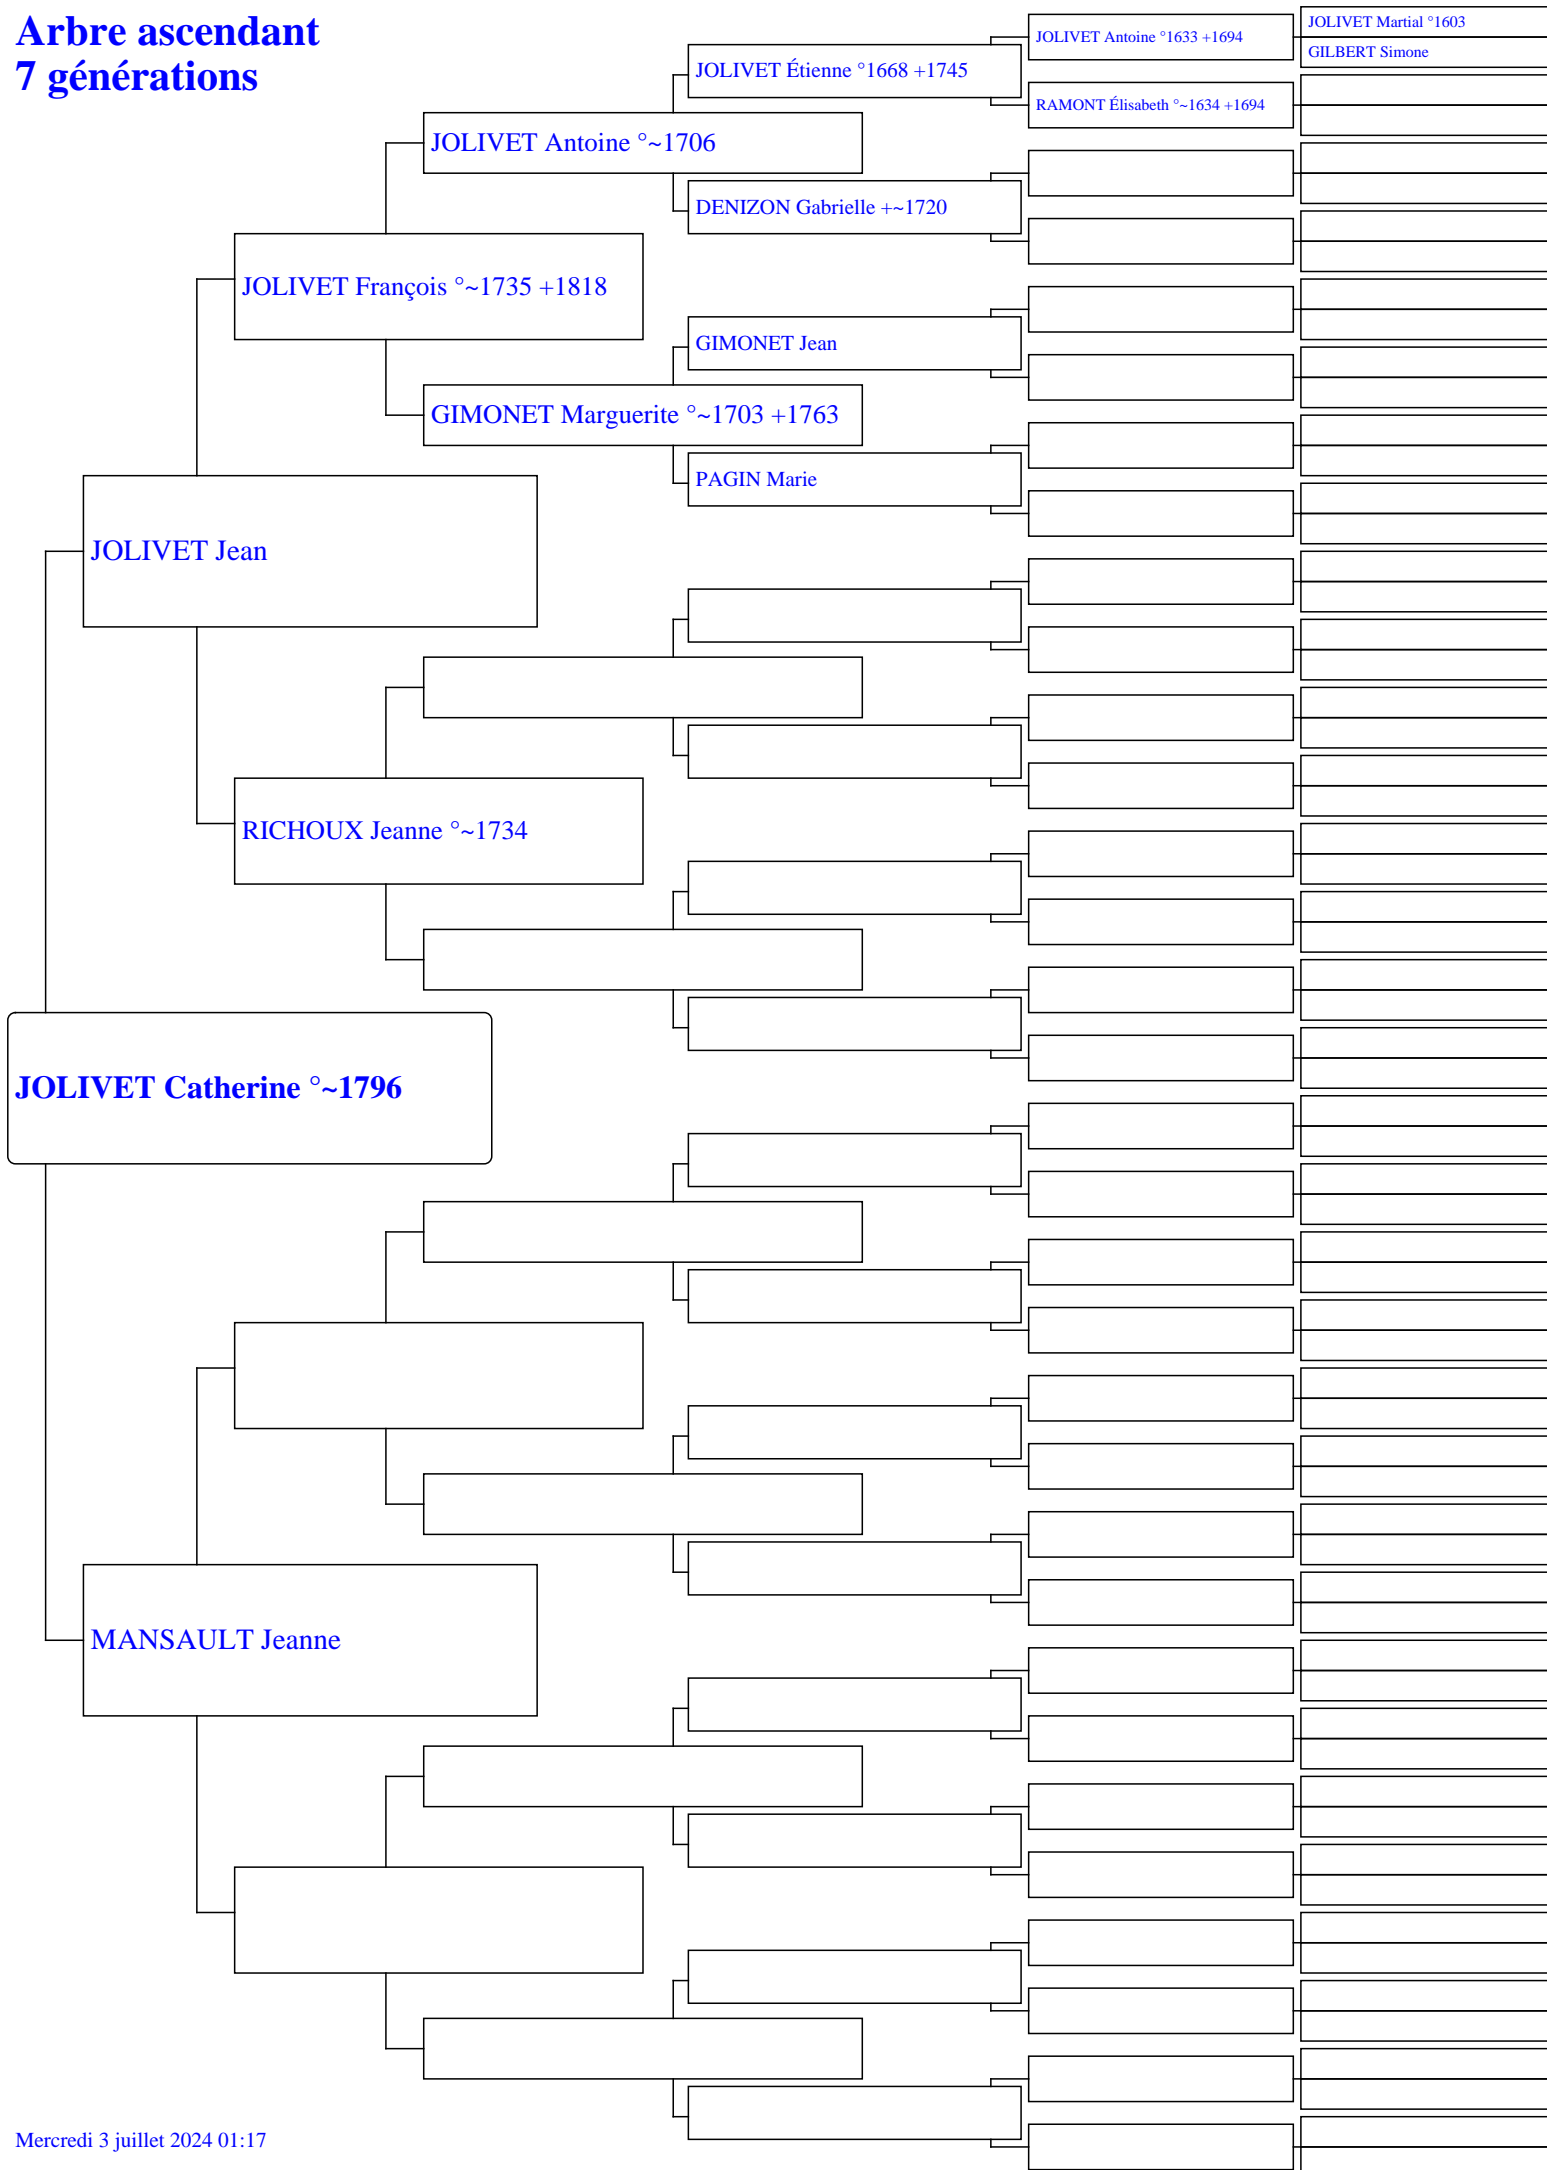 Arbre ascendant
7 générations
JOLIVET Martial °1603
GILBERT Simone
JOLIVET Antoine °1633 +1694
JOLIVET Étienne °1668 +1745
RAMONT Élisabeth °~1634 +1694
JOLIVET Antoine °~1706
DENIZON Gabrielle +~1720
JOLIVET François °~1735 +1818
GIMONET Jean
GIMONET Marguerite °~1703 +1763
PAGIN Marie
JOLIVET Jean
RICHOUX Jeanne °~1734
JOLIVET Catherine °~1796
MANSAULT Jeanne
Mercredi 3 juillet 2024 01:17